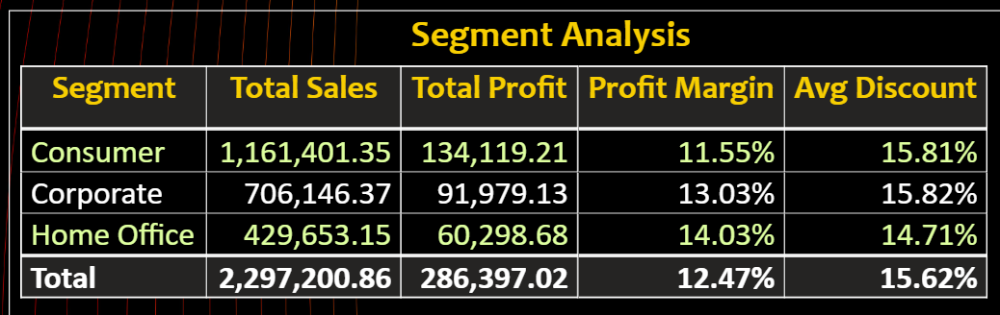 Segment Analysis
Segment Total Sales Total Profit Profit Margin Avg Discount
Consumer 1,161,401.35 134,119.21 11.55% 15.81%
Corporate 706,146.37 91,979.13 13.03% 15.82%
Home Office 429,653.15 60,298.68 14.03% 14.71%
Total 2,297,200.86 286,397.02 12.47% 15.62%